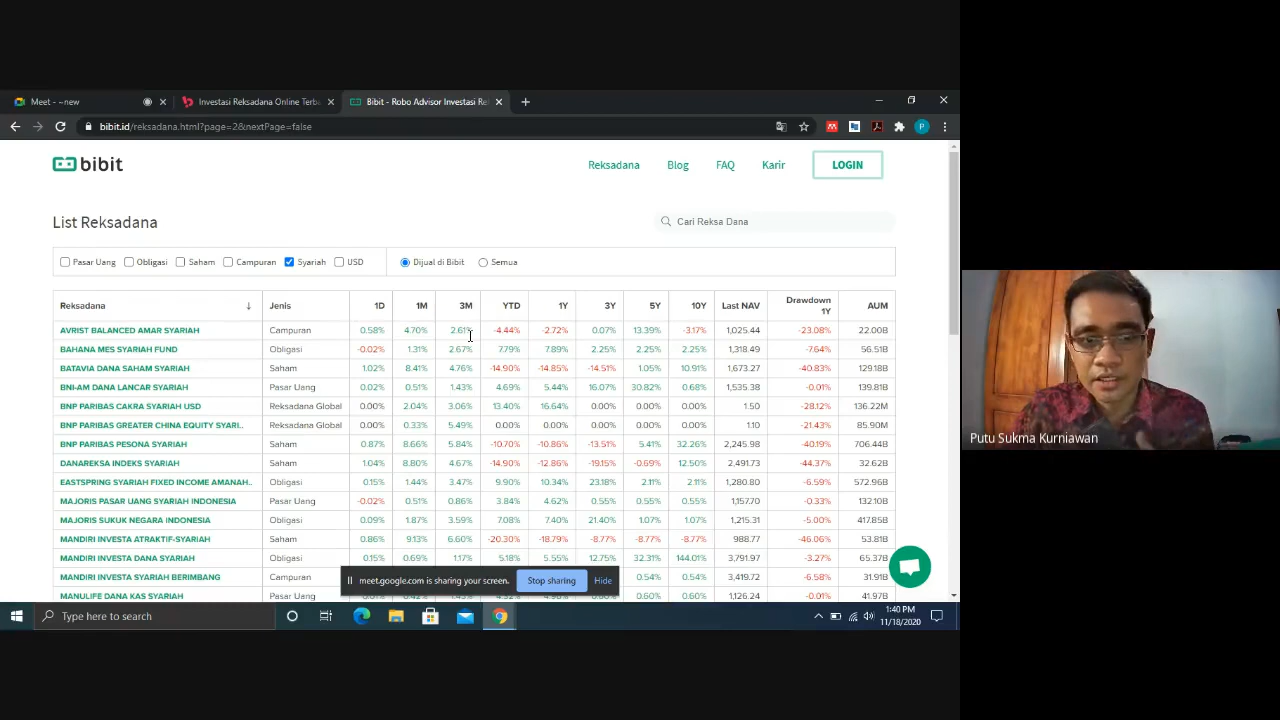 Meet - ~new
Investasi Reksadana Online Terba
Bibit - Robo Advisor Investasi Re
bibit.id/reksadana.html?page=2&nextPage=false
P
bibit
Reksadana Blog FAQ Karir LOGIN
List Reksadana
Cari Reksa Dana
Pasar Uang Obligasi Saham Campuran Syariah USD Dijual di Bibit Semua
Reksadana Jenis 1D 1M 3M YTD 1Y 3Y 5Y 10Y Last NAV Drawdown 1Y AUM
AVRIST BALANCED AMAR SYARIAH Campuran 0.58% 4.70% 2.61% -4.44% -2.72% 0.07% 13.39% -3.17% 1,025.44 -23.08% 22.00B
BAHANA MES SYARIAH FUND Obligasi -0.02% 1.31% 2.67% 7.79% 7.89% 2.25% 2.25% 2.25% 1,318.49 -7.64% 56.51B
BATAVIA DANA SAHAM SYARIAH Saham 1.02% 8.41% 4.76% -14.90% -14.85% -14.51% 1.05% 10.91% 1,673.27 -40.83% 129.18B
BNI-AM DANA LANCAR SYARIAH Pasar Uang 0.02% 0.51% 1.43% 4.69% 5.44% 16.07% 30.82% 0.68% 1,535.38 -0.01% 139.81B
BNP PARIBAS CAKRA SYARIAH USD Reksadana Global 0.00% 2.04% 3.06% 13.40% 16.64% 0.00% 0.00% 0.00% 1.50 -28.12% 136.22M
BNP PARIBAS GREATER CHINA EQUITY SYARI.. Reksadana Global 0.00% 0.33% 5.49% 0.00% 0.00% 0.00% 0.00% 0.00% 1.10 -21.43% 85.90M
BNP PARIBAS PESONA SYARIAH Saham 0.87% 8.66% 5.84% -10.70% -10.86% -13.51% 5.41% 32.26% 2,245.98 -40.19% 706.44B
DANAREKSA INDEKS SYARIAH Saham 1.04% 8.80% 4.67% -14.90% -12.86% -19.15% -0.69% 12.50% 2,491.73 -44.37% 32.62B
EASTSPRING SYARIAH FIXED INCOME AMANAH.. Obligasi 0.15% 1.44% 3.47% 9.90% 10.34% 23.18% 2.11% 2.11% 1,280.80 -6.59% 572.96B
MAJORIS PASAR UANG SYARIAH INDONESIA Pasar Uang -0.02% 0.51% 0.86% 3.84% 4.62% 0.55% 0.55% 0.55% 1,157.70 -0.33% 132.10B
MAJORIS SUKUK NEGARA INDONESIA Obligasi 0.09% 1.87% 3.59% 7.08% 7.40% 21.40% 1.07% 1.07% 1,215.31 -5.00% 417.85B
MANDIRI INVESTA ATRAKTIF-SYARIAH Saham 0.86% 9.13% 6.60% -20.30% -18.79% -8.77% -8.77% -8.77% 988.77 -46.06% 53.81B
MANDIRI INVESTA DANA SYARIAH Obligasi 0.15% 0.69% 1.17% 5.18% 5.55% 12.75% 32.31% 144.01% 3,791.97 -3.27% 65.37B
MANDIRI INVESTA SYARIAH BERIMBANG Campuran 0.54% 0.54% 3,419.72 -6.58% 31.91B
MANULIFE DANA KAS SYARIAH Pasar Uang 0.60% 0.60% 1,126.24 -0.01% 41.97B
meet.google.com is sharing your screen. Stop sharing Hide
Type here to search
1:40 PM
11/18/2020
Putu Sukma Kurniawan